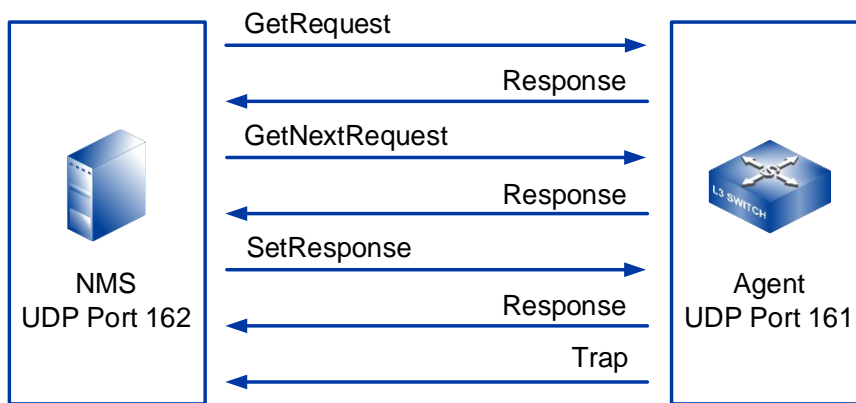 GetRequest
Response
GetNextRequest
Response
SetResponse
Response
Trap
NMS
UDP Port 162
L3 SWITCH
Agent
UDP Port 161